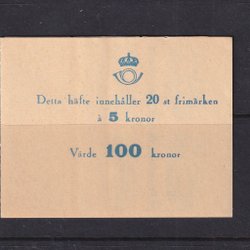 Detta häfte innehåller 20 st frimärken
à 5 kronor
Värde 100 kronor